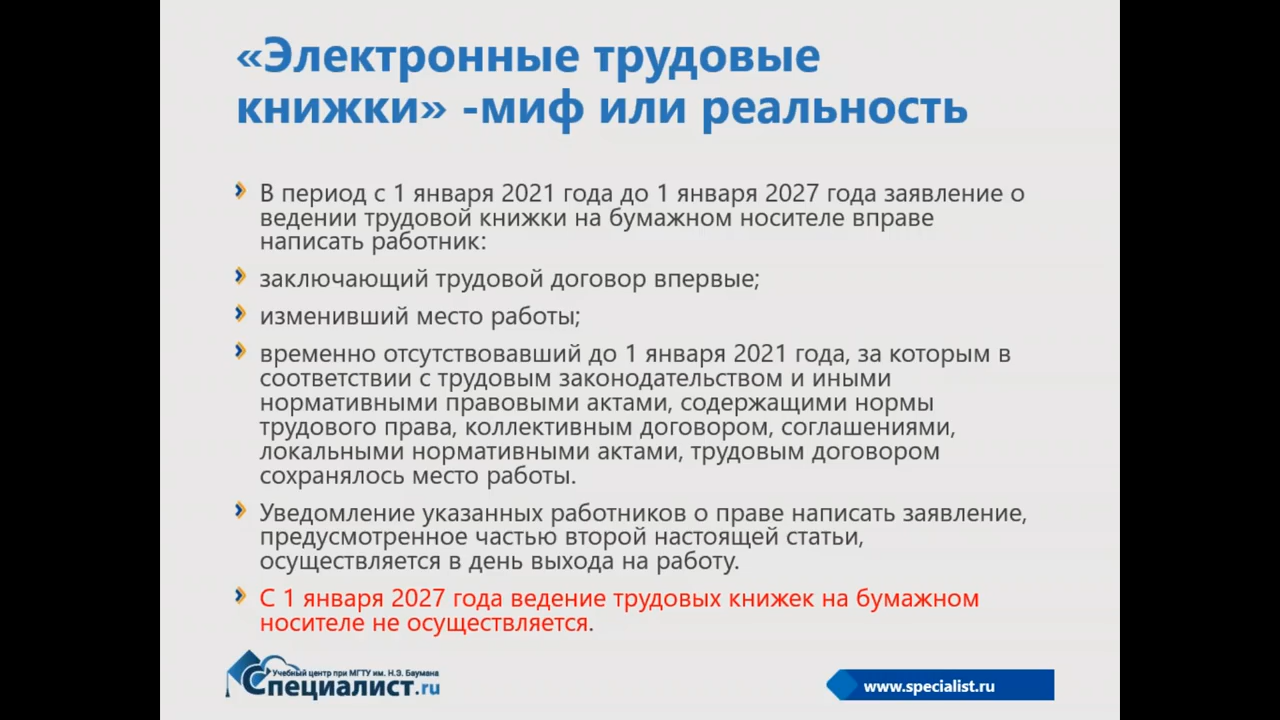 «Электронные трудовые
книжки» -миф или реальность
В период с 1 января 2021 года до 1 января 2027 года заявление о
ведении трудовой книжки на бумажном носителе вправе
написать работник:
заключающий трудовой договор впервые;
изменивший место работы;
временно отсутствовавший до 1 января 2021 года, за которым в
соответствии с трудовым законодательством и иными
нормативными правовыми актами, содержащими нормы
трудового права, коллективным договором, соглашениями,
локальными нормативными актами, трудовым договором
сохранялось место работы.
Уведомление указанных работников о праве написать заявление,
предусмотренное частью второй настоящей статьи,
осуществляется в день выхода на работу.
С 1 января 2027 года ведение трудовых книжек на бумажном
носителе не осуществляется.
Учебный центр при МГТУ им. Н.Э. Баумана
Специалист.ru
www.specialist.ru